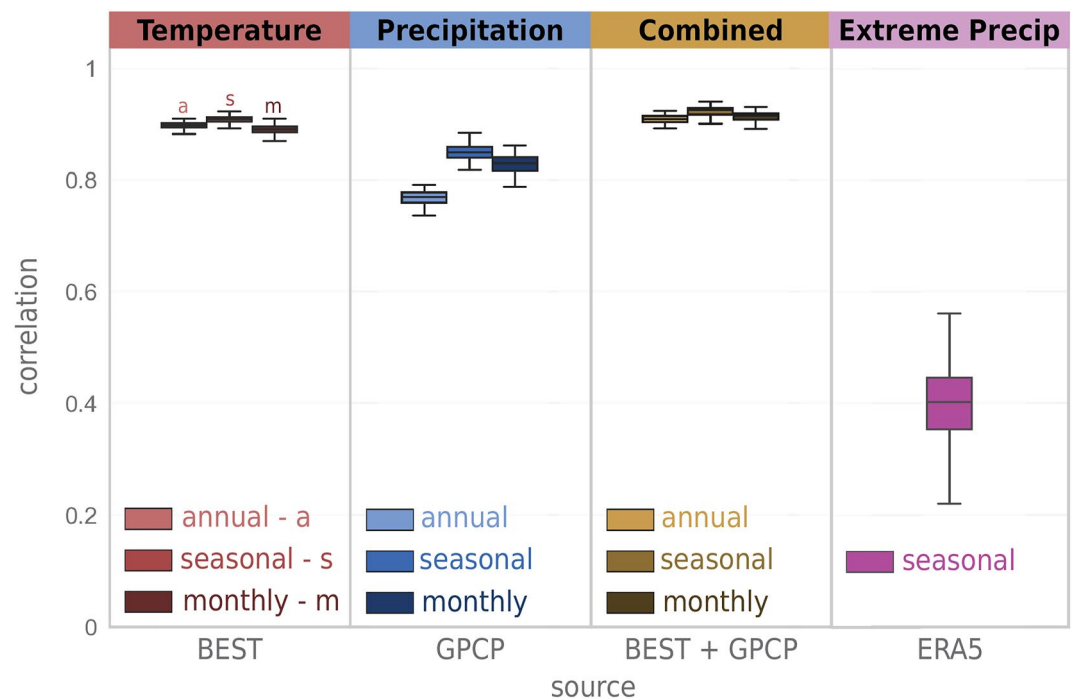 Temperature Precipitation Combined Extreme Precip
1
a s m
0.8
0.6
correlation
0.4
0.2
annual - a annual annual
seasonal - s seasonal seasonal seasonal
monthly - m monthly monthly
0
BEST GPCP BEST + GPCP ERA5
source